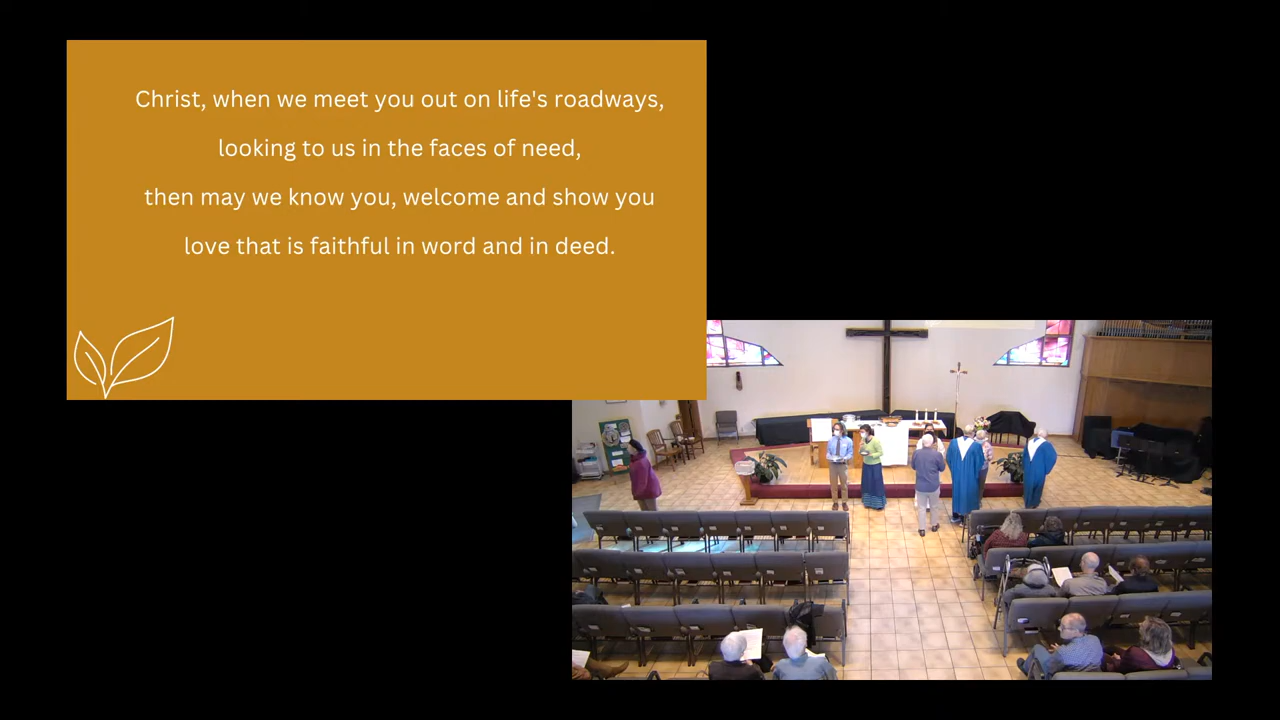 Christ, when we meet you out on life's roadways,
looking to us in the faces of need,
then may we know you, welcome and show you
love that is faithful in word and in deed.